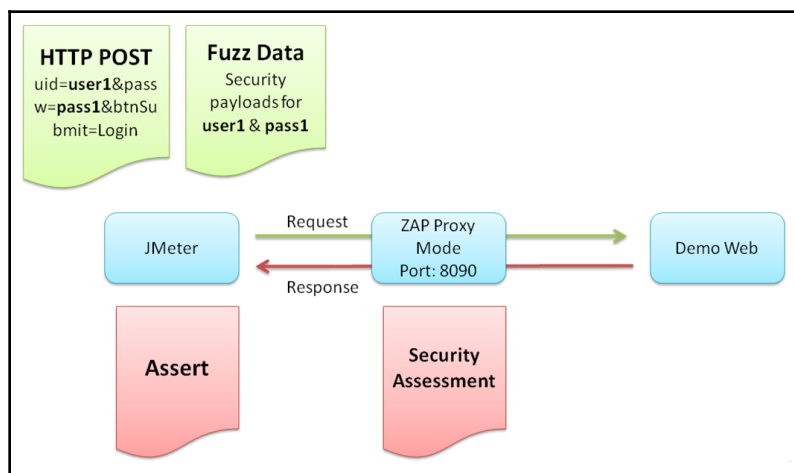 HTTP POST
uid=user1&pass
w=pass1&btnSu
bmit=Login
Fuzz Data
Security
payloads for
user1 & pass1
Request
JMeter
ZAP Proxy
Mode
Port: 8090
Demo Web
Response
Assert
Security
Assessment